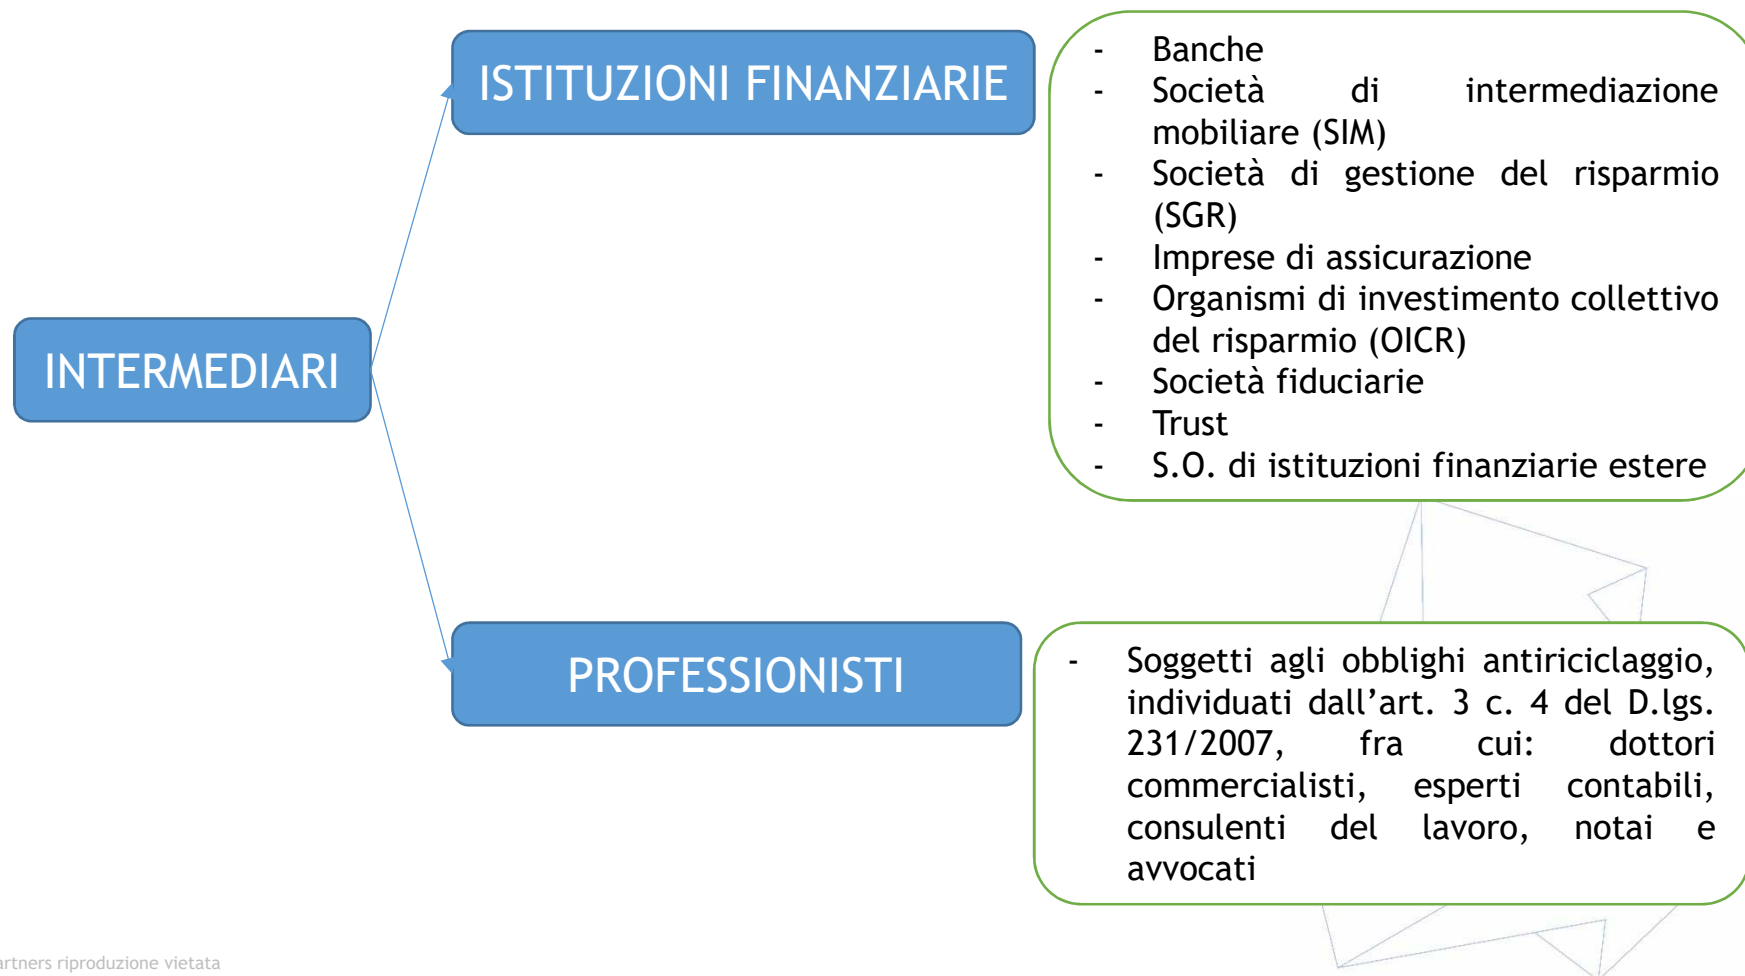 ISTITUZIONI FINANZIARIE
- Banche
- Società di intermediazione
mobiliare (SIM)
- Società di gestione del risparmio
(SGR)
- Imprese di assicurazione
- Organismi di investimento collettivo
del risparmio (OICR)
- Società fiduciarie
- Trust
- S.O. di istituzioni finanziarie estere
INTERMEDIARI
PROFESSIONISTI
- Soggetti agli obblighi antiriciclaggio,
individuati dall’art. 3 c. 4 del D.lgs.
231/2007, fra cui: dottori
commercialisti, esperti contabili,
consulenti del lavoro, notai e
avvocati
artners riproduzione vietata